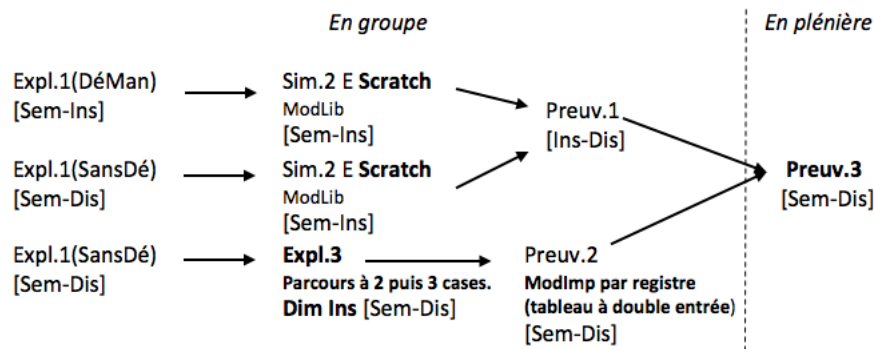 En groupe
En plénière
Expl.1(DéMan)
[Sem-Ins]
Sim.2 E Scratch
ModLib
[Sem-Ins]
Preuv.1
[Ins-Dis]
Expl.1(SansDé)
[Sem-Dis]
Sim.2 E Scratch
ModLib
[Sem-Ins]
Preuv.3
[Sem-Dis]
Expl.1(SansDé)
[Sem-Dis]
Expl.3
Parcours à 2 puis 3 cases.
Dim Ins [Sem-Dis]
Preuv.2
ModImp par registre
(tableau à double entrée)
[Sem-Dis]